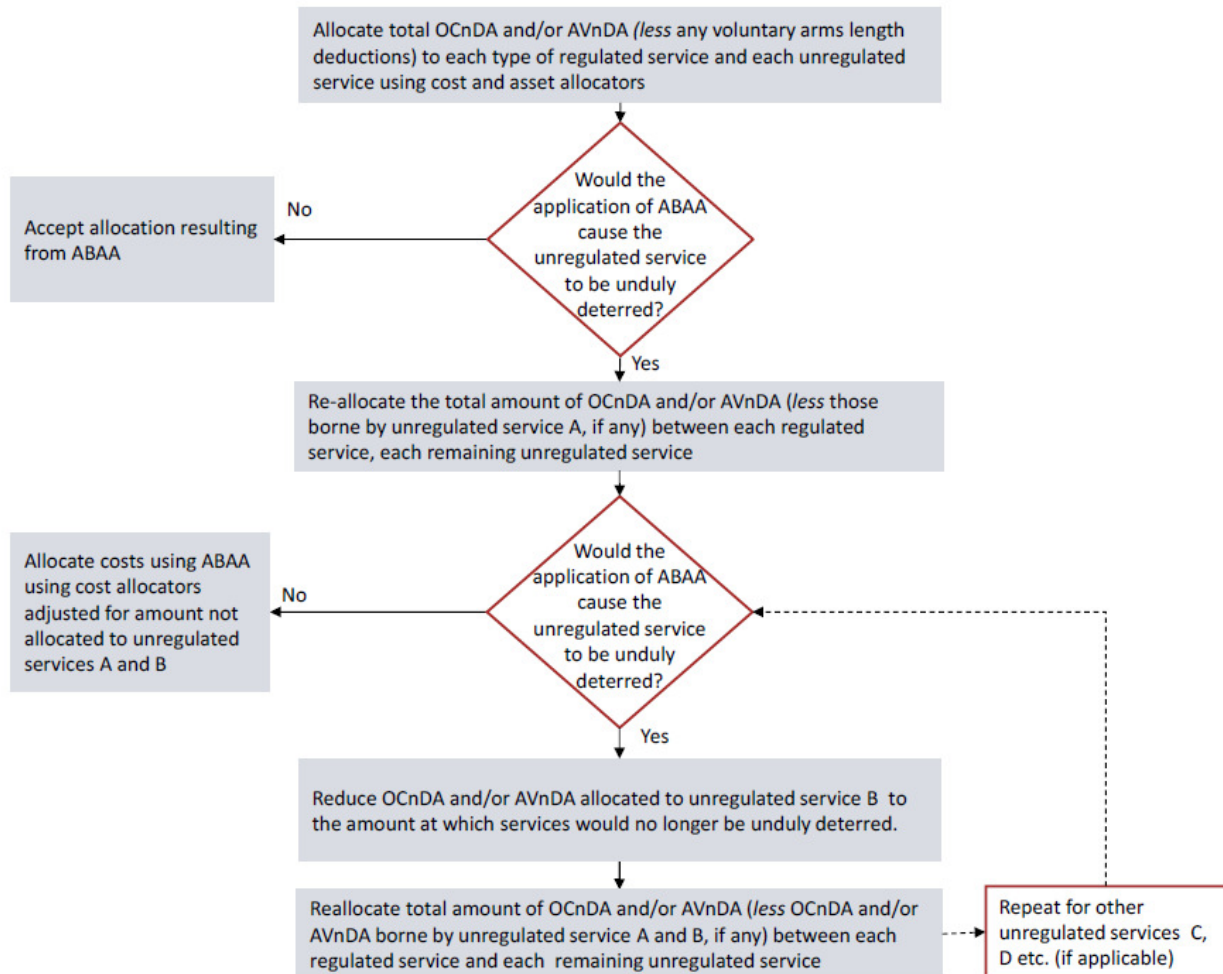 Allocate total OCnDA and/or AVnDA (less any voluntary arms length
deductions) to each type of regulated service and each unregulated
service using cost and asset allocators
Would the
application of ABAA
cause the
unregulated service
to be unduly
deterred?
No
Accept allocation resulting
from ABAA
Yes
Re-allocate the total amount of OCnDA and/or AVnDA (less those
borne by unregulated service A, if any) between each regulated
service, each remaining unregulated service
Would the
application of ABAA
cause the
unregulated service
to be unduly
deterred?
No
Allocate costs using ABAA
using cost allocators
adjusted for amount not
allocated to unregulated
services A and B
Yes
Reduce OCnDA and/or AVnDA allocated to unregulated service B to
the amount at which services would no longer be unduly deterred.
Reallocate total amount of OCnDA and/or AVnDA (less OCnDA and/or
AVnDA borne by unregulated service A and B, if any) between each
regulated service and each remaining unregulated service
Repeat for other
unregulated services C,
D etc. (if applicable)